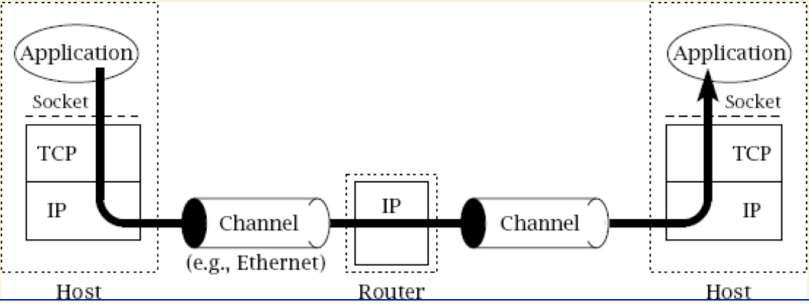 Application
Socket
TCP
IP
Host
Channel
(e.g., Ethernet)
IP
Router
Channel
Application
Socket
TCP
IP
Host